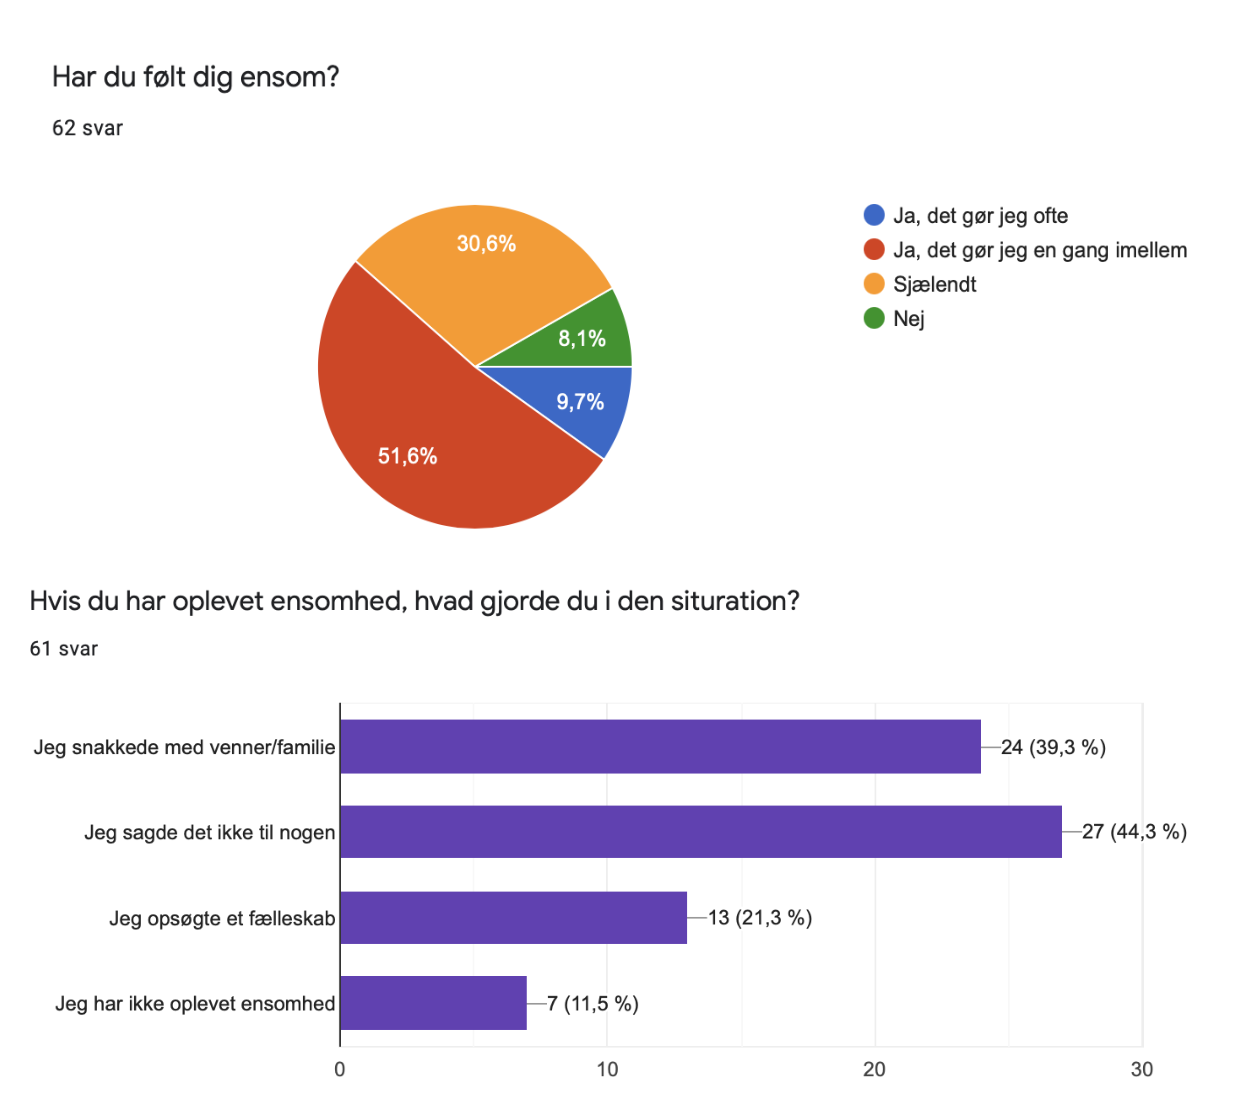 Har du følt dig ensom?
62 svar
30,6%
8,1%
9,7%
51,6%
Ja, det gør jeg ofte
Ja, det gør jeg en gang imellem
Sjælendt
Nej
Hvis du har oplevet ensomhed, hvad gjorde du i den situration?
61 svar
Jeg snakkede med venner/familie 24 (39,3 %)
Jeg sagde det ikke til nogen 27 (44,3 %)
Jeg opsøgte et fælleskab 13 (21,3 %)
Jeg har ikke oplevet ensomhed 7 (11,5 %)
0 10 20 30